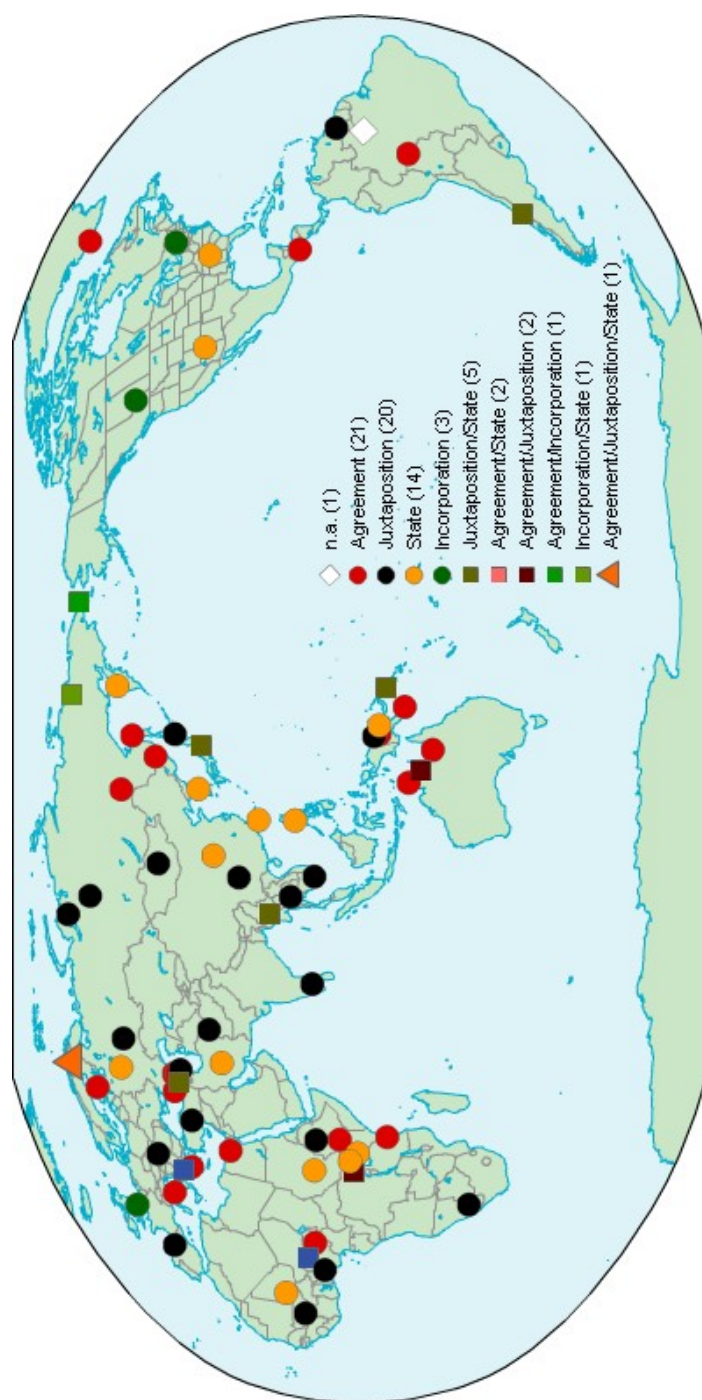 n.a. (1)
Agreement (21)
Juxtaposition (20)
State (14)
Incorporation (3)
Juxtaposition/State (5)
Agreement/State (2)
Agreement/Juxtaposition (2)
Agreement/Incorporation (1)
Incorporation/State (1)
Agreement/Juxtaposition/State (1)